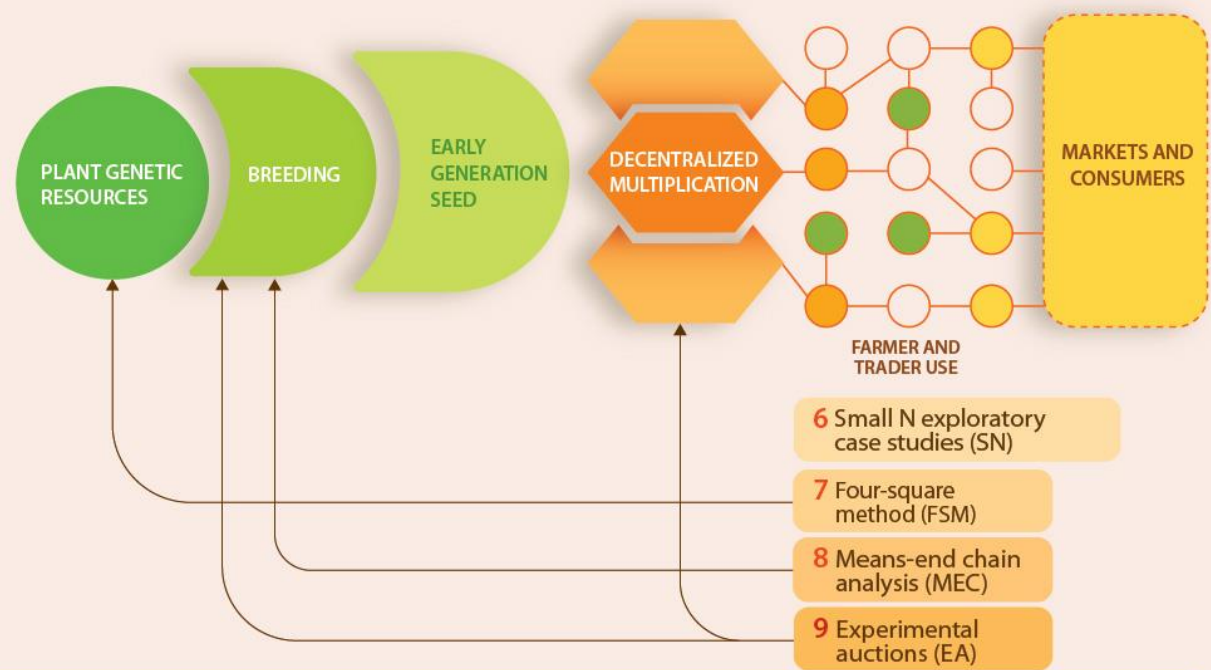 PLANT GENETIC
RESOURCES
BREEDING
EARLY
GENERATION
SEED
DECENTRALIZED
MULTIPLICATION
MARKETS AND
CONSUMERS
FARMER AND
TRADER USE
6 Small N exploratory
case studies (SN)
7 Four-square
method (FSM)
8 Means-end chain
analysis (MEC)
9 Experimental
auctions (EA)